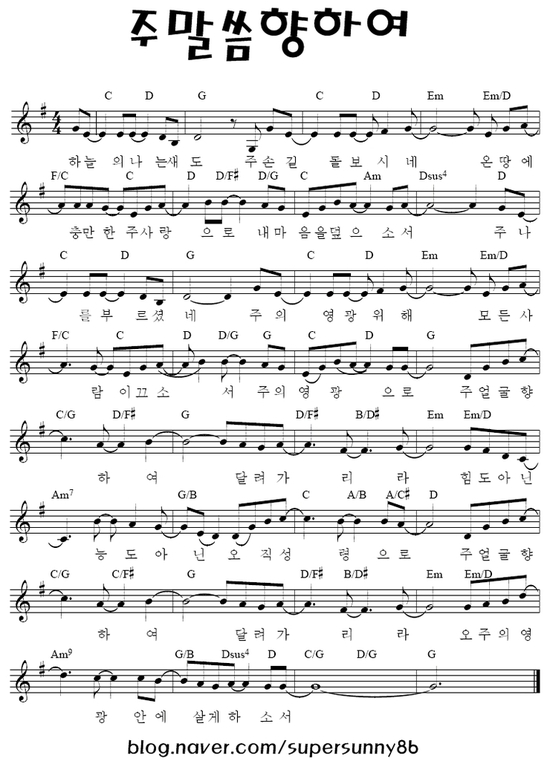 주말씀향하여
C D G C D Em Em/D
하늘 의나 는새 도 주손길 돌보시네 온땅에
F/C C D D/F# D/G C Am Dsus4 D
충만한 주사랑 으로 내마 음을덮으 소서 주나
C D G C D Em Em/D
를부 르셨 네 주의 영광위해 모든사
F/C C D D/G G C D G
람 이끄소 서 주의영 광 으로 주얼굴향
C/G D/F# G D/F# B/D# Em Em/D
하 여 달려가 리 라 힘도아닌
Am7 G/B C A/B A/C# D
능도아 닌오직성 령 으로 주얼굴향
C/G C/F# G D/F# B/D# Em Em/D
하 여 달려가 리 라 오주의영
Am9 G/B Dsus4 D C/G D/G G
광 안에 살게하 소서
blog.naver.com/supersunny86